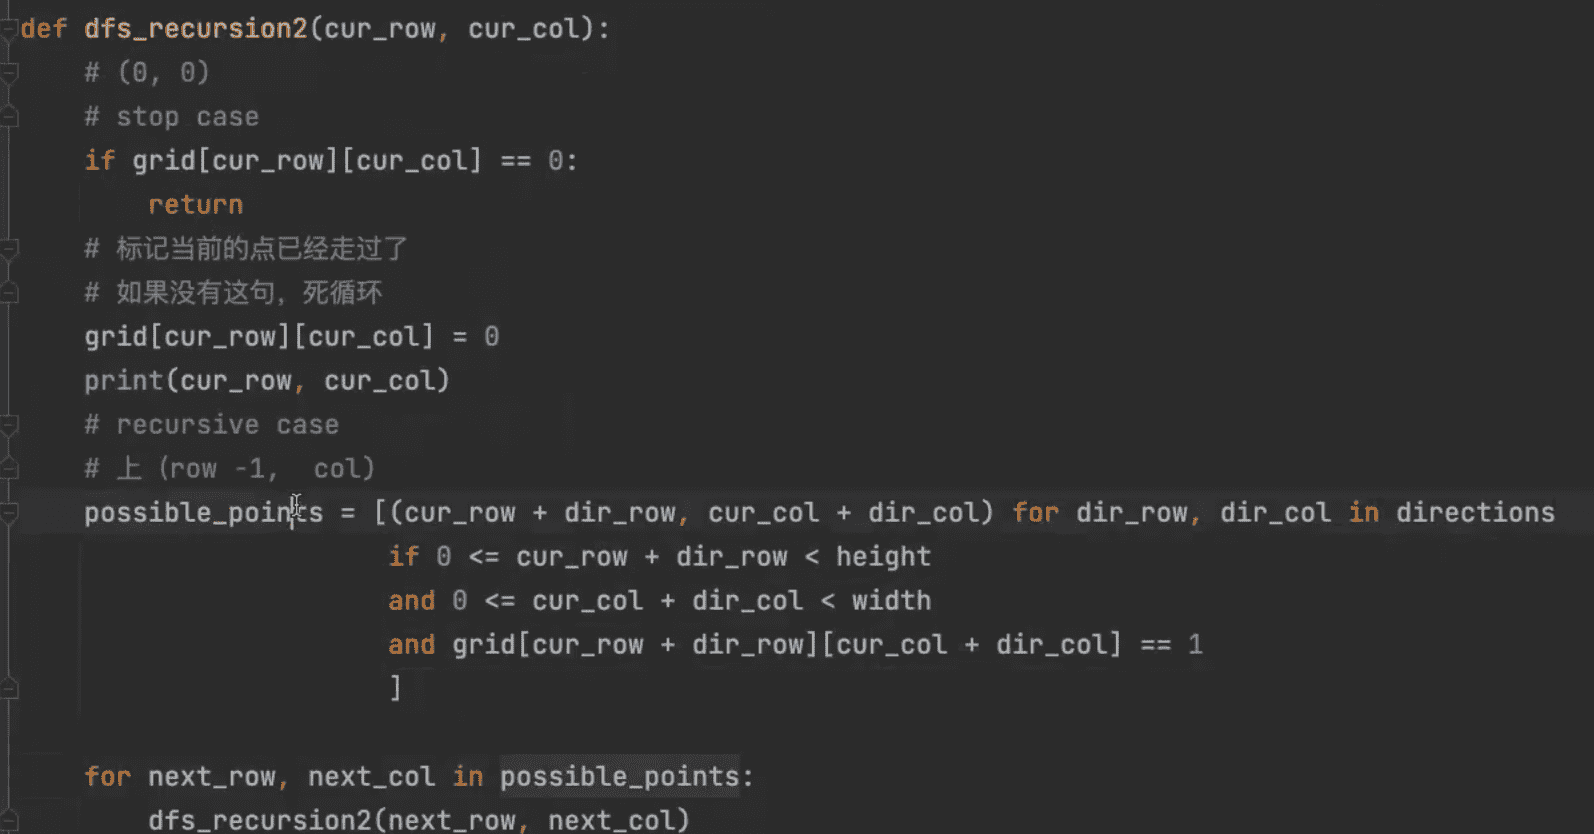 def dfs_recursion2(cur_row, cur_col):
    # (0, 0)
    # stop case
    if grid[cur_row][cur_col] == 0:
        return
    # 标记当前的点已经走过了
    # 如果没有这句，死循环
    grid[cur_row][cur_col] = 0
    print(cur_row, cur_col)
    # recursive case
    # 上 (row -1,  col)
    possible_points = [(cur_row + dir_row, cur_col + dir_col) for dir_row, dir_col in directions
                       if 0 <= cur_row + dir_row < height
                       and 0 <= cur_col + dir_col < width
                       and grid[cur_row + dir_row][cur_col + dir_col] == 1
                       ]
    for next_row, next_col in possible_points:
        dfs_recursion2(next_row, next_col)